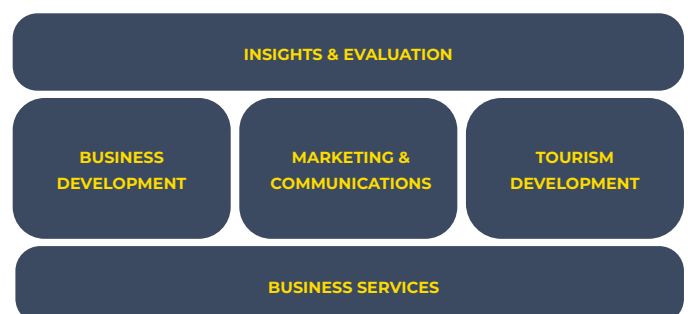 INSIGHTS & EVALUATION
BUSINESS
DEVELOPMENT
MARKETING &
COMMUNICATIONS
TOURISM
DEVELOPMENT
BUSINESS SERVICES